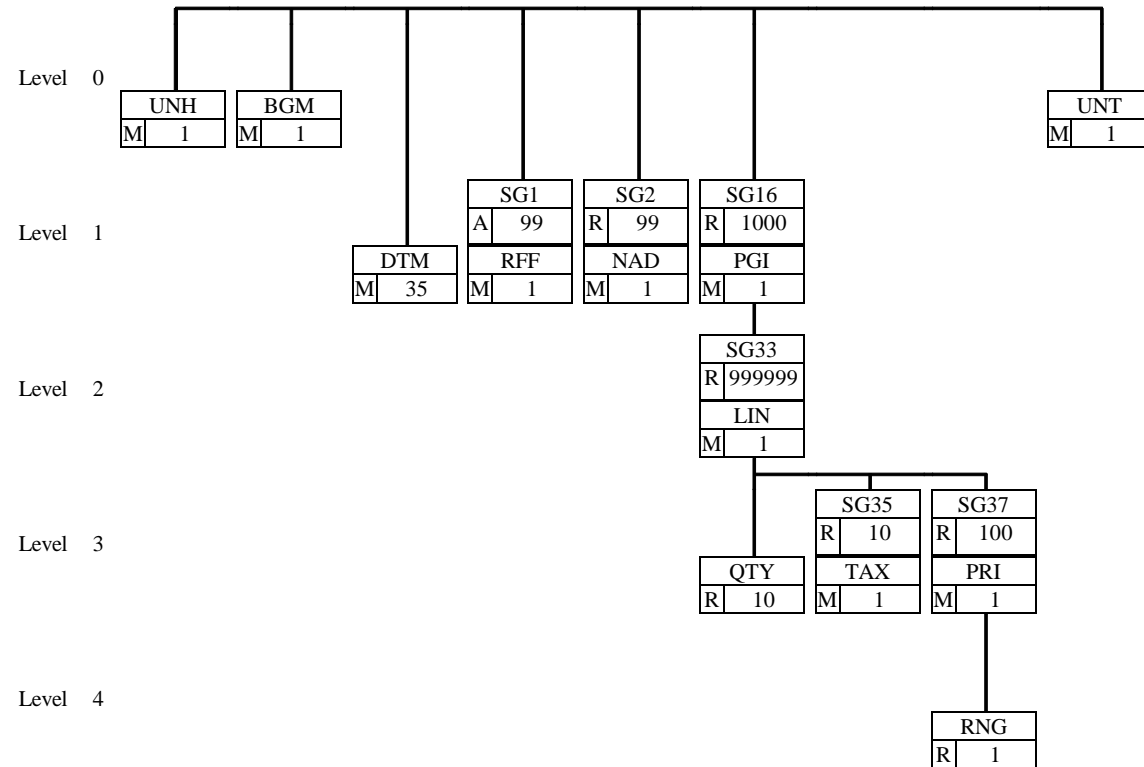 Level 0
UNH BGM UNT
M 1 M 1 M 1
SG1 SG2 SG16
A 99 R 99 R 1000
Level 1
DTM RFF NAD PGI
M 35 M 1 M 1 M 1
SG33
R 999999
Level 2
LIN
M 1
SG35 SG37
R 10 R 100
Level 3
QTY TAX PRI
R 10 M 1 M 1
Level 4
RNG
R 1